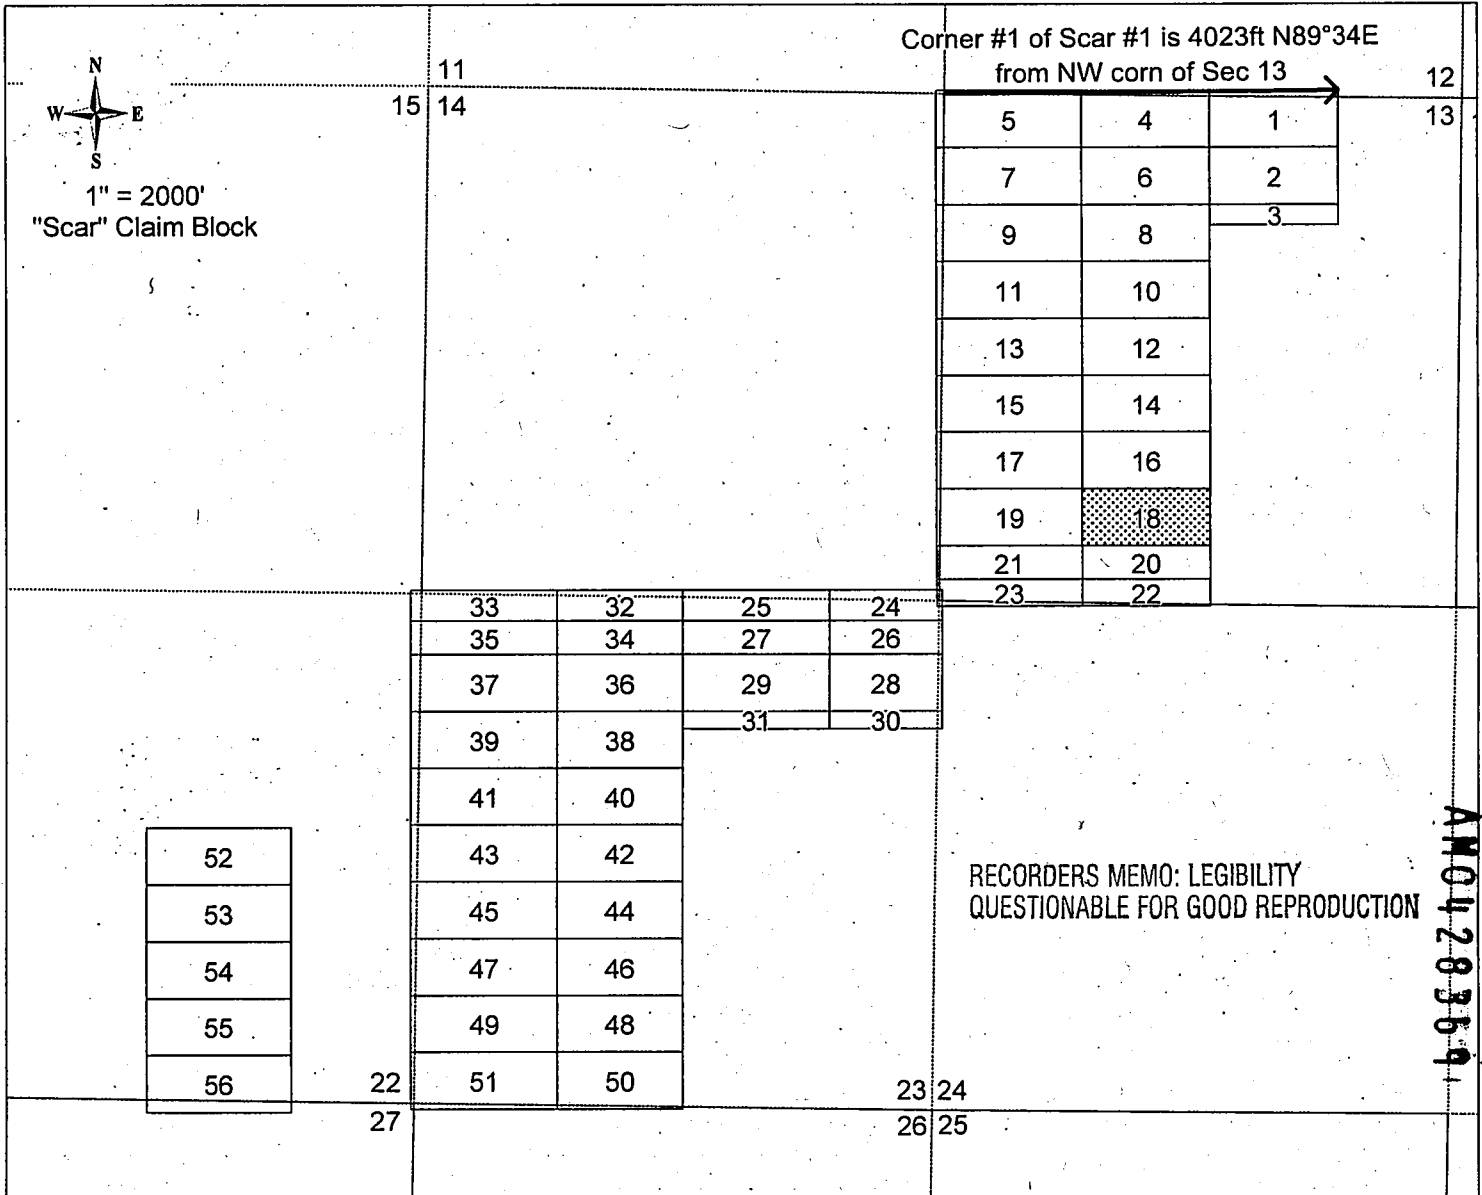 Corner #1 of Scar #1 is 4023ft N89°34E
from NW corn of Sec 13
N
W E
S
1" = 2000'
"Scar" Claim Block
11
15 14
12
13
5 4 1
7 6 2
3
9 8
11 10
13 12
15 14
17 16
19 18
21 20
23 22
33 32 25 24
35 34 27 26
37 36 29 28
31 30
39 38
41 40
43 42
45 44
47 46
49 48
51 50
52
53
54
55
56
22
27
23 24
26 25
RECORDERS MEMO: LEGIBILITY
QUESTIONABLE FOR GOOD REPRODUCTION